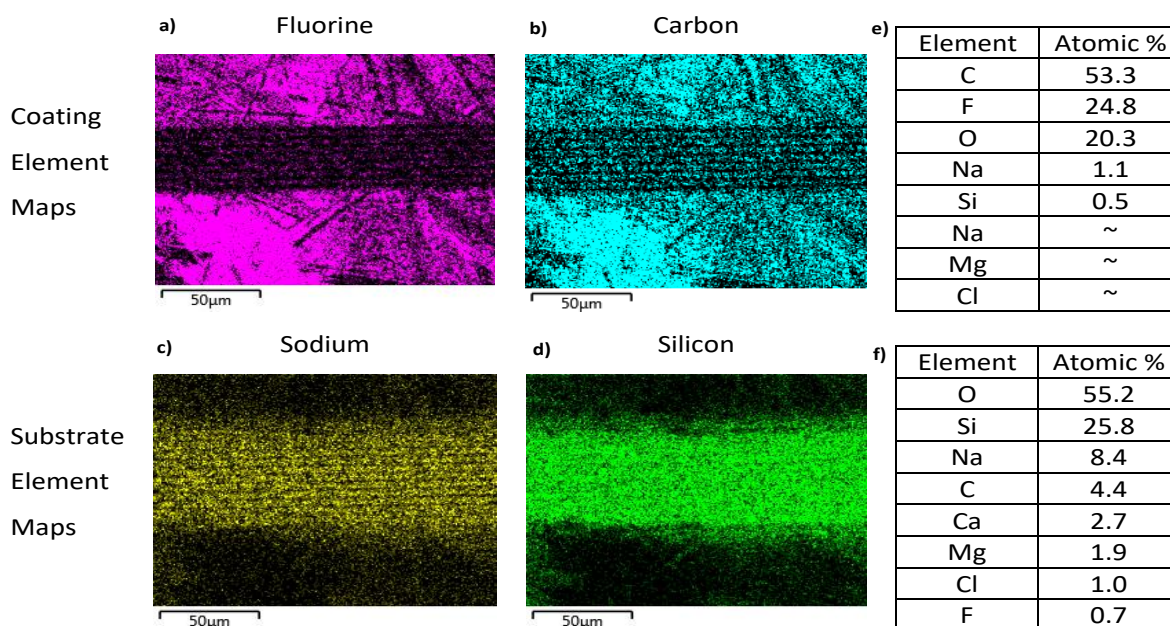 a) Fluorine
b) Carbon
Coating
Element
Maps
50µm
50µm
e)
Element Atomic %
C 53.3
F 24.8
O 20.3
Na 1.1
Si 0.5
Na ~
Mg ~
Cl ~
c) Sodium
d) Silicon
Substrate
Element
Maps
50µm
50µm
f)
Element Atomic %
O 55.2
Si 25.8
Na 8.4
C 4.4
Ca 2.7
Mg 1.9
Cl 1.0
F 0.7